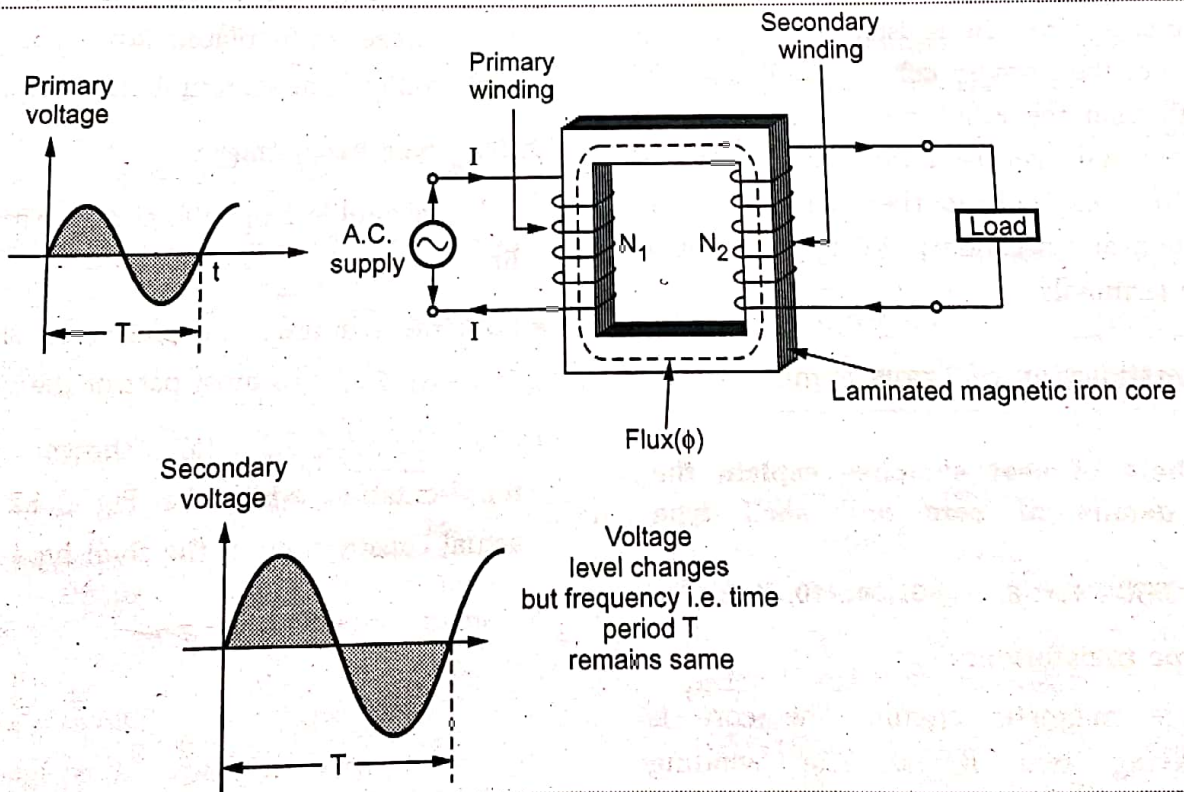 Primary
voltage
t
T
Primary
winding
Secondary
winding
I
A.C.
supply
I
N1
N2
Load
Laminated magnetic iron core
Flux(ϕ)
Secondary
voltage
T
Voltage
level changes
but frequency i.e. time
period T
remains same